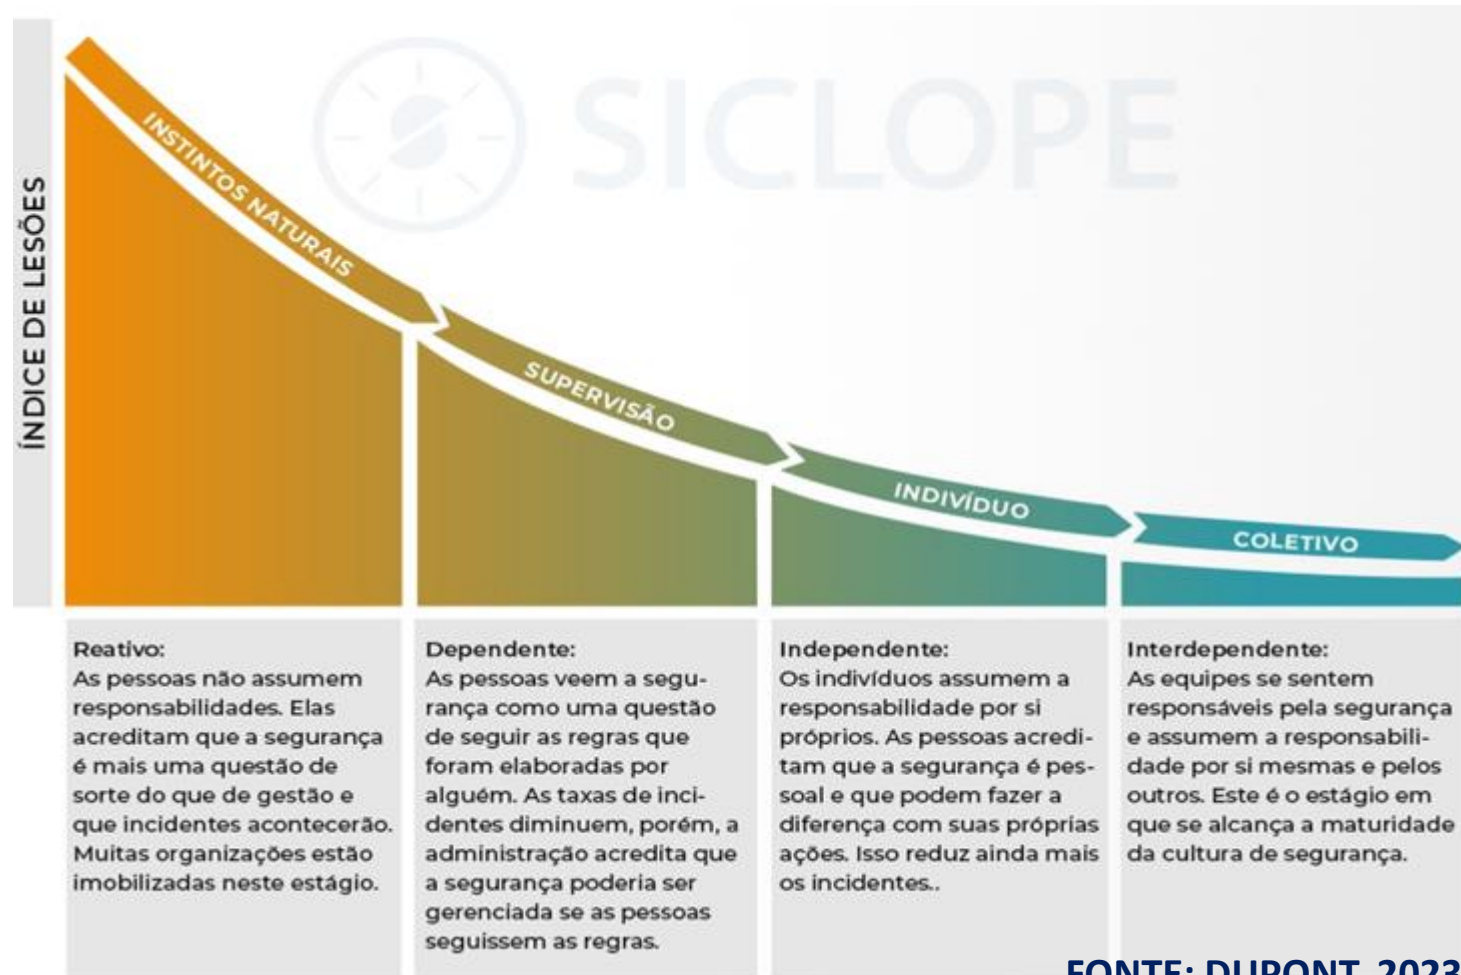 SICLOPE
ÍNDICE DE LESÕES
INSTINTOS NATURAIS
SUPERVISÃO
INDIVÍDUO
COLETIVO
Reativo:
As pessoas não assumem
responsabilidades. Elas
acreditam que a segurança
é mais uma questão de
sorte do que de gestão e
que incidentes acontecerão.
Muitas organizações estão
imobilizadas neste estágio.
Dependente:
As pessoas veem a segu-
rança como uma questão
de seguir as regras que
foram elaboradas por
alguém. As taxas de inci-
dentes diminuem, porém, a
administração acredita que
a segurança poderia ser
gerenciada se as pessoas
seguissem as regras.
Independente:
Os indivíduos assumem a
responsabilidade por si
próprios. As pessoas acredi-
tam que a segurança é pes-
soal e que podem fazer a
diferença com suas próprias
ações. Isso reduz ainda mais
os incidentes..
Interdependente:
As equipes se sentem
responsáveis pela segurança
e assumem a responsabili-
dade por si mesmas e pelos
outros. Este é o estágio em
que se alcança a maturidade
da cultura de segurança.
FONTE: DUPONT, 2023